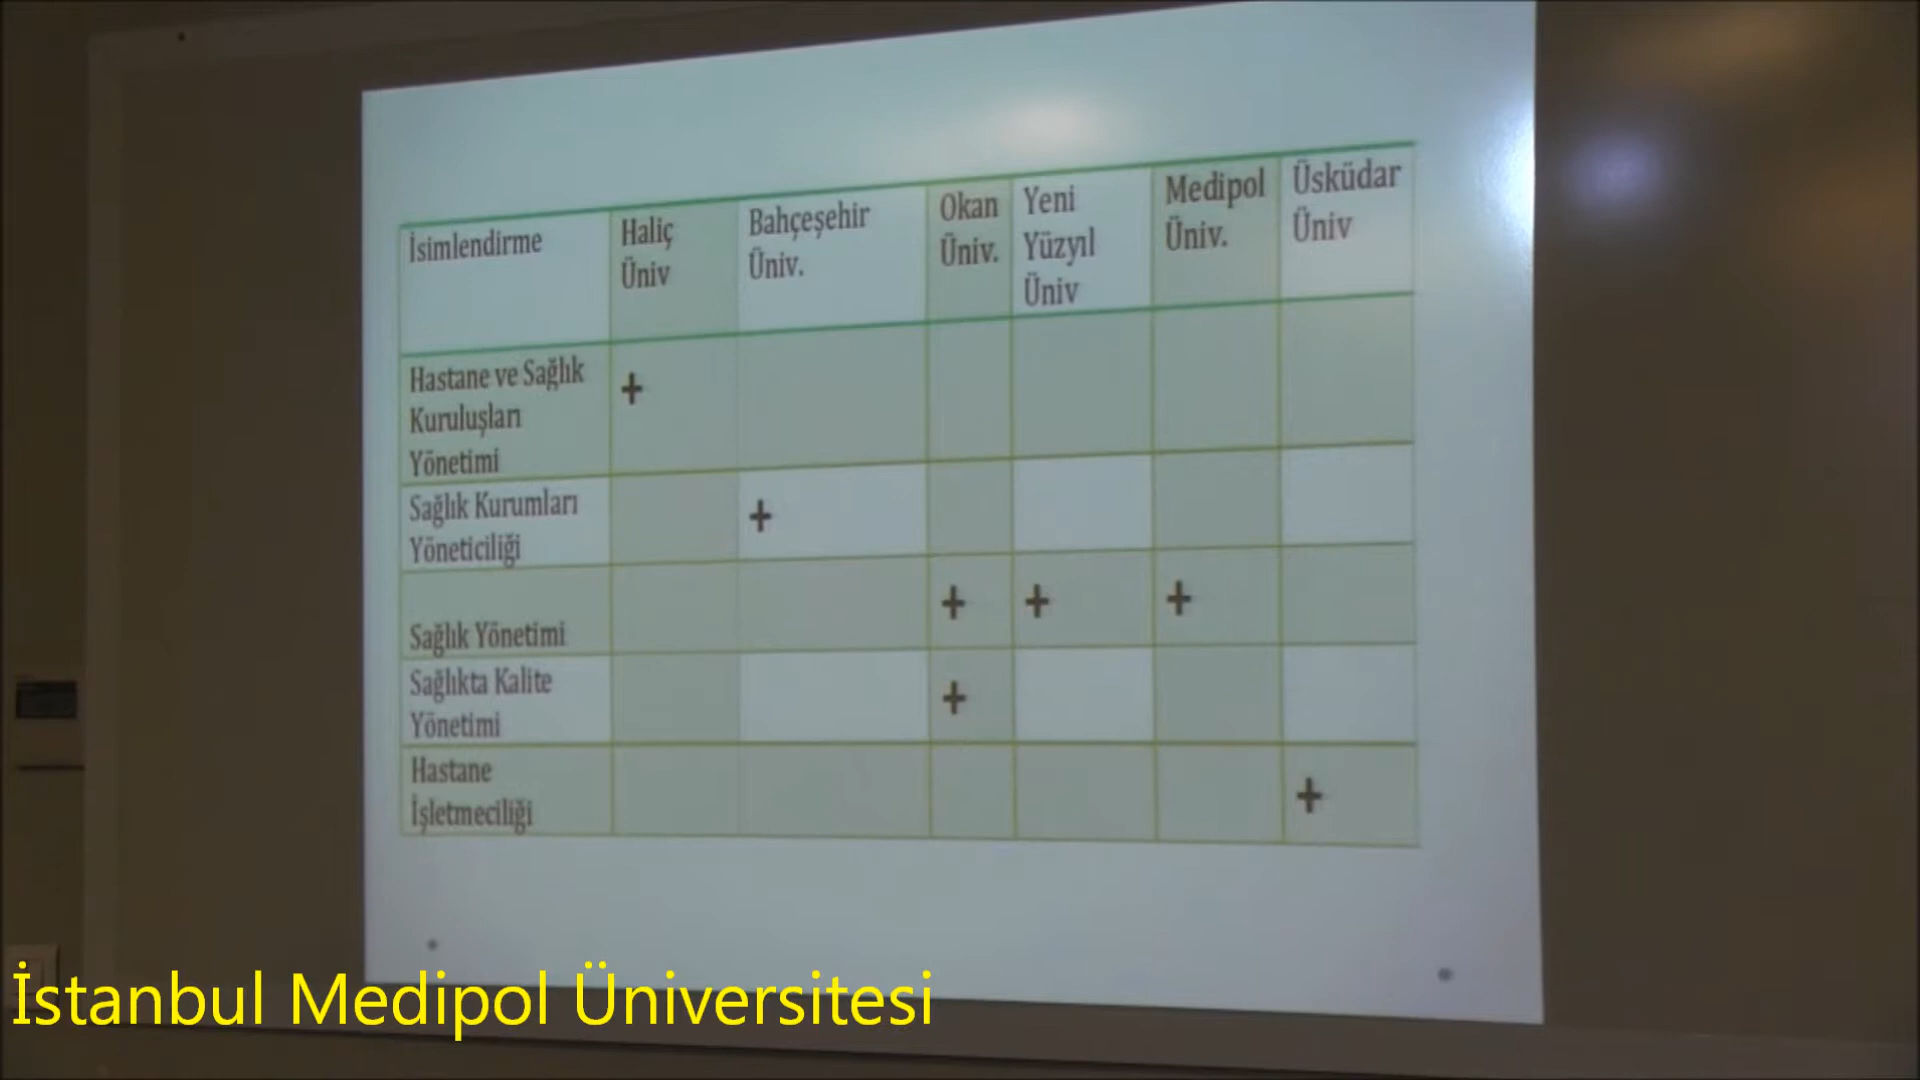 İsimlendirme
Haliç
Üniv
Bahçeşehir
Üniv.
Okan
Üniv.
Yeni
Yüzyıl
Üniv
Medipol
Üniv.
Üsküdar
Üniv
Hastane ve Sağlık
Kuruluşları
Yönetimi
+
Sağlık Kurumları
Yöneticiliği
+
Sağlık Yönetimi
+ + +
Sağlıkta Kalite
Yönetimi
+
Hastane
İşletmeciliği
+
İstanbul Medipol Üniversitesi